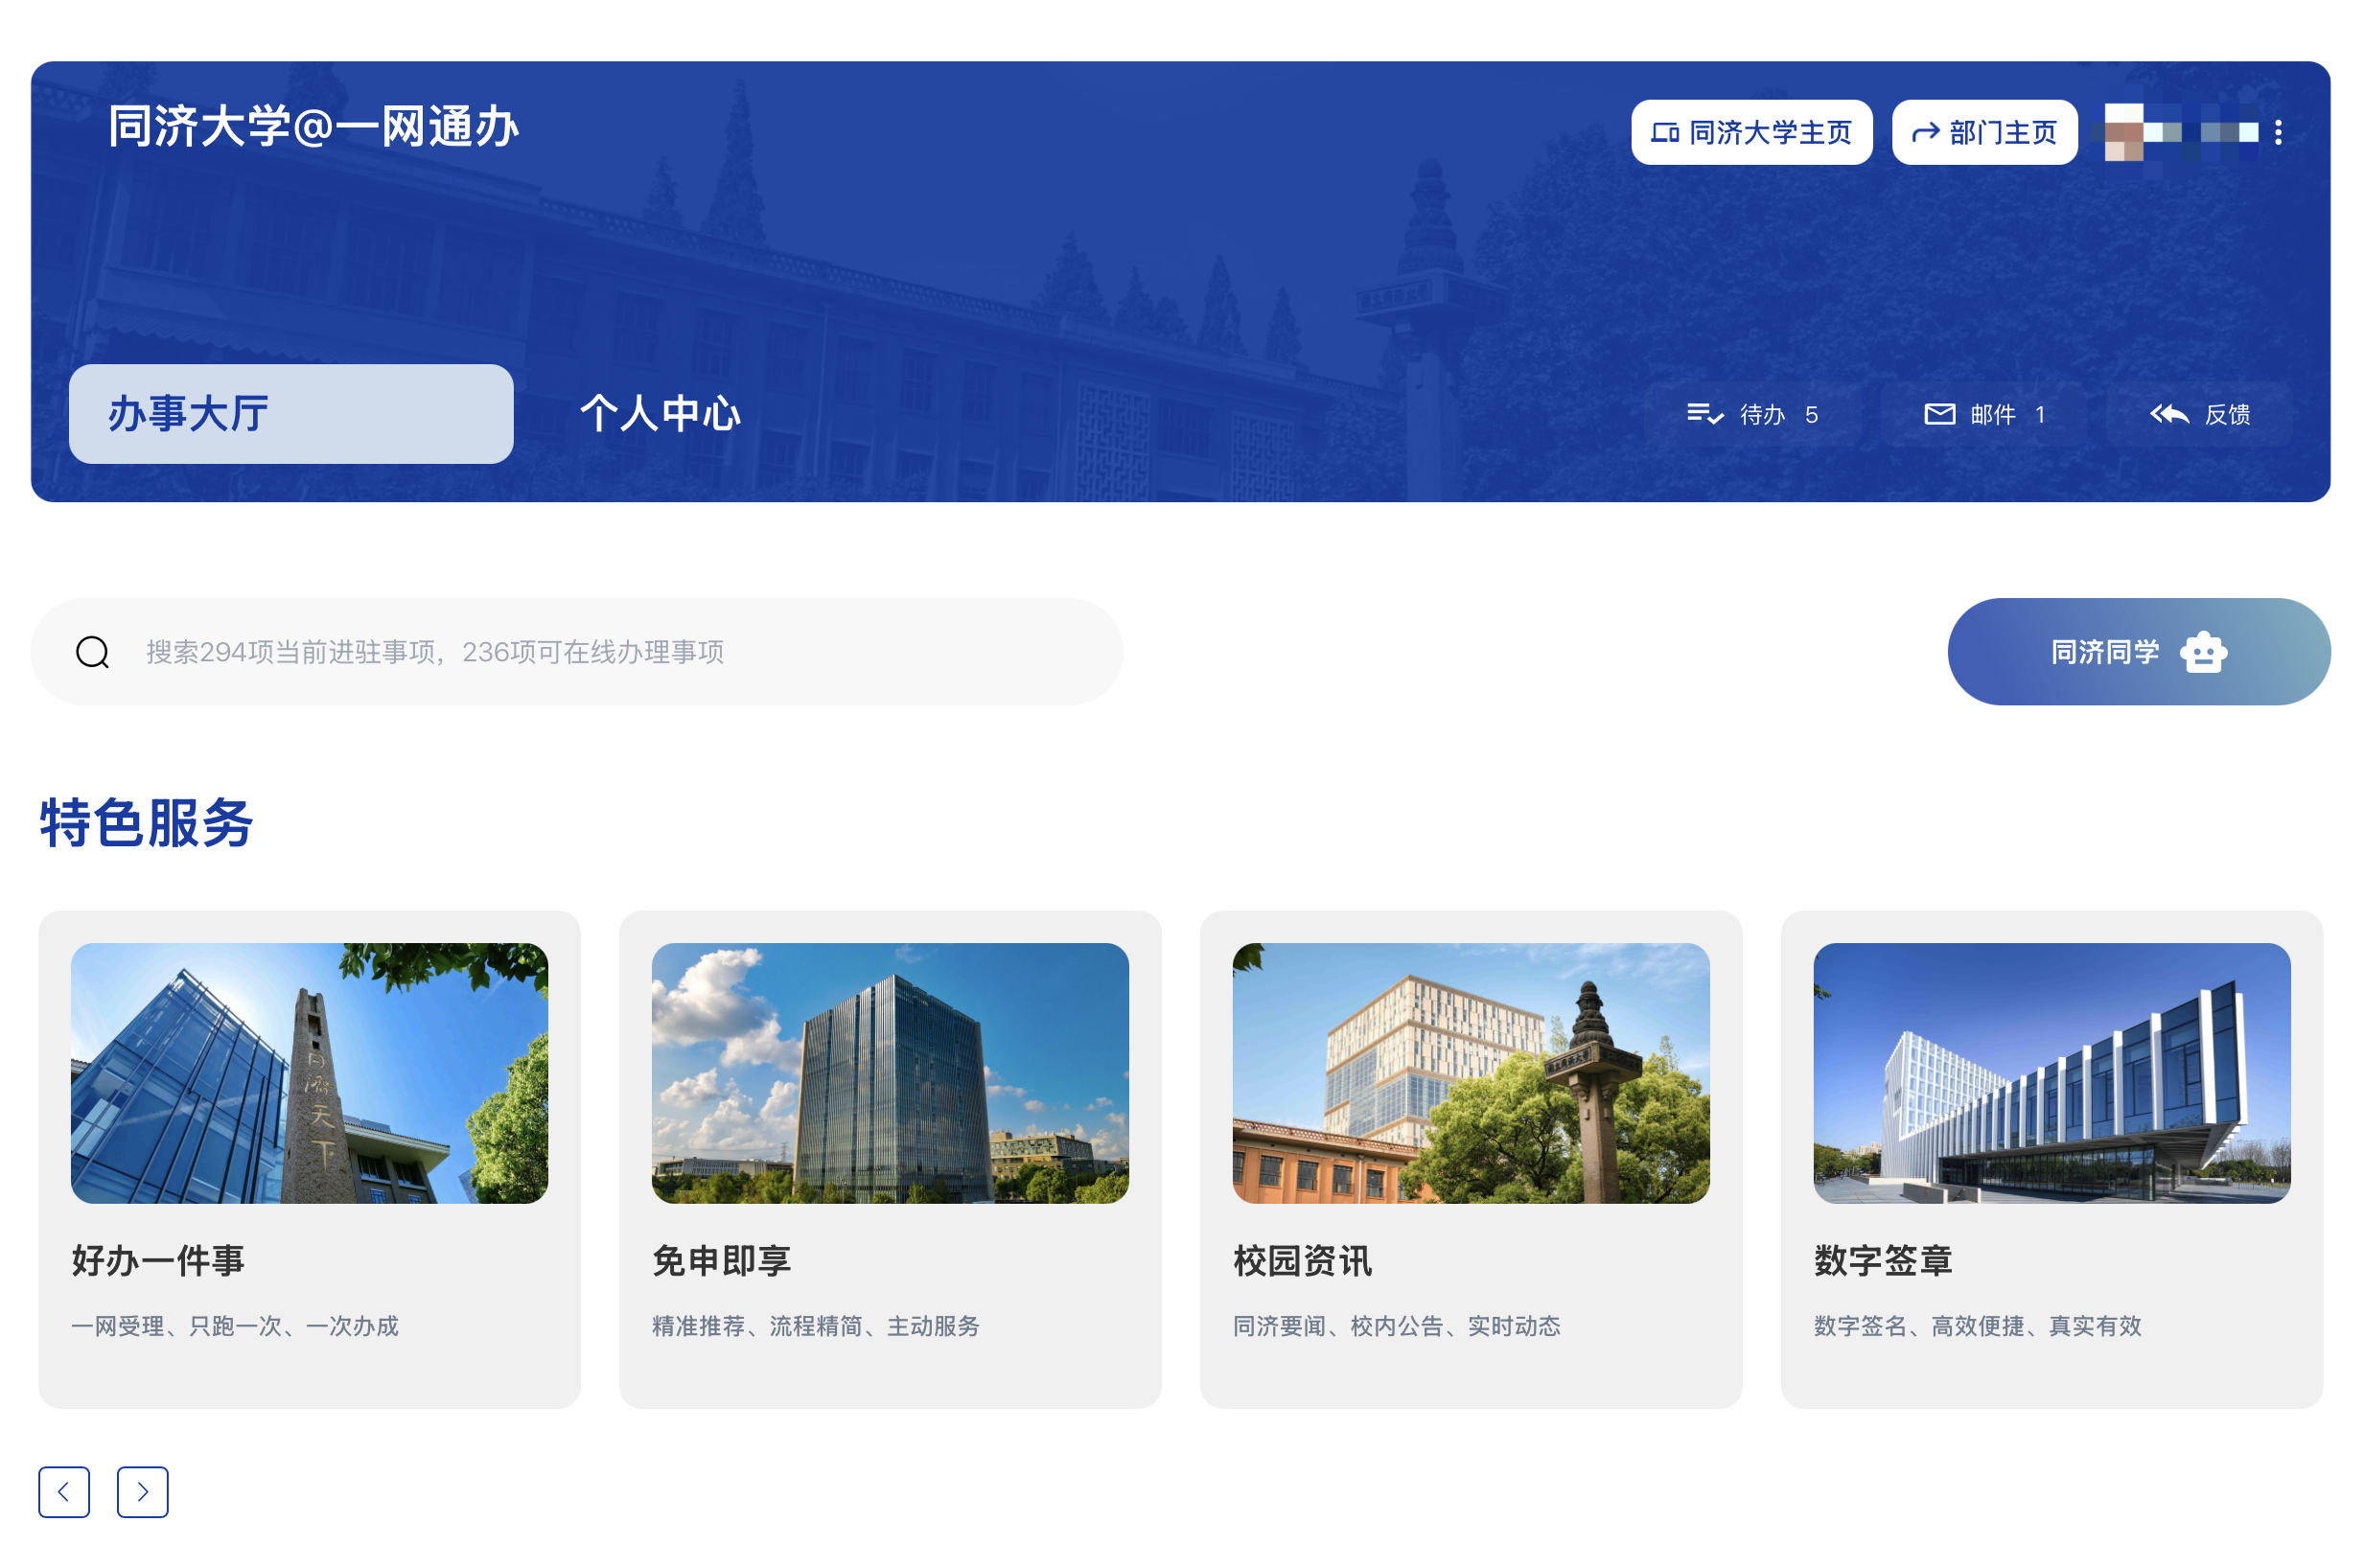 同济大学@一网通办
同济大学主页
部门主页
办事大厅
个人中心
待办 5
邮件 1
反馈
搜索294项当前进驻事项，236项可在线办理事项
同济同学
特色服务
同濟天下
好办一件事
一网受理、只跑一次、一次办成
免申即享
精准推荐、流程精简、主动服务
校园资讯
同济要闻、校内公告、实时动态
数字签章
数字签名、高效便捷、真实有效